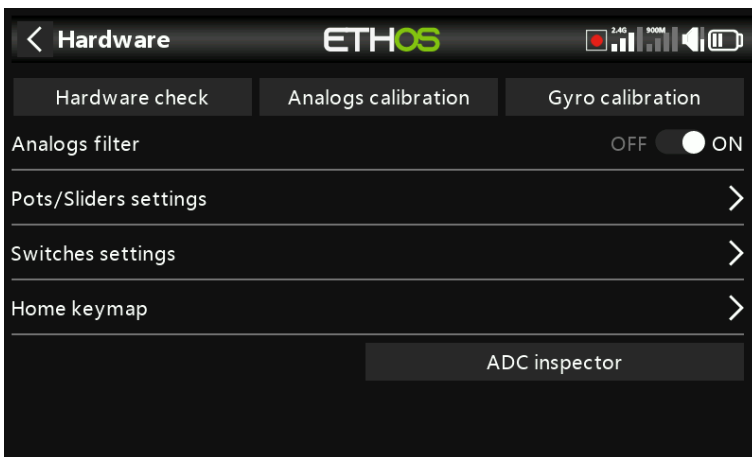 Hardware
ETHOS
2.4G 900M
Hardware check Analogs calibration Gyro calibration
Analogs filter OFF ON
Pots/Sliders settings
Switches settings
Home keymap
ADC inspector